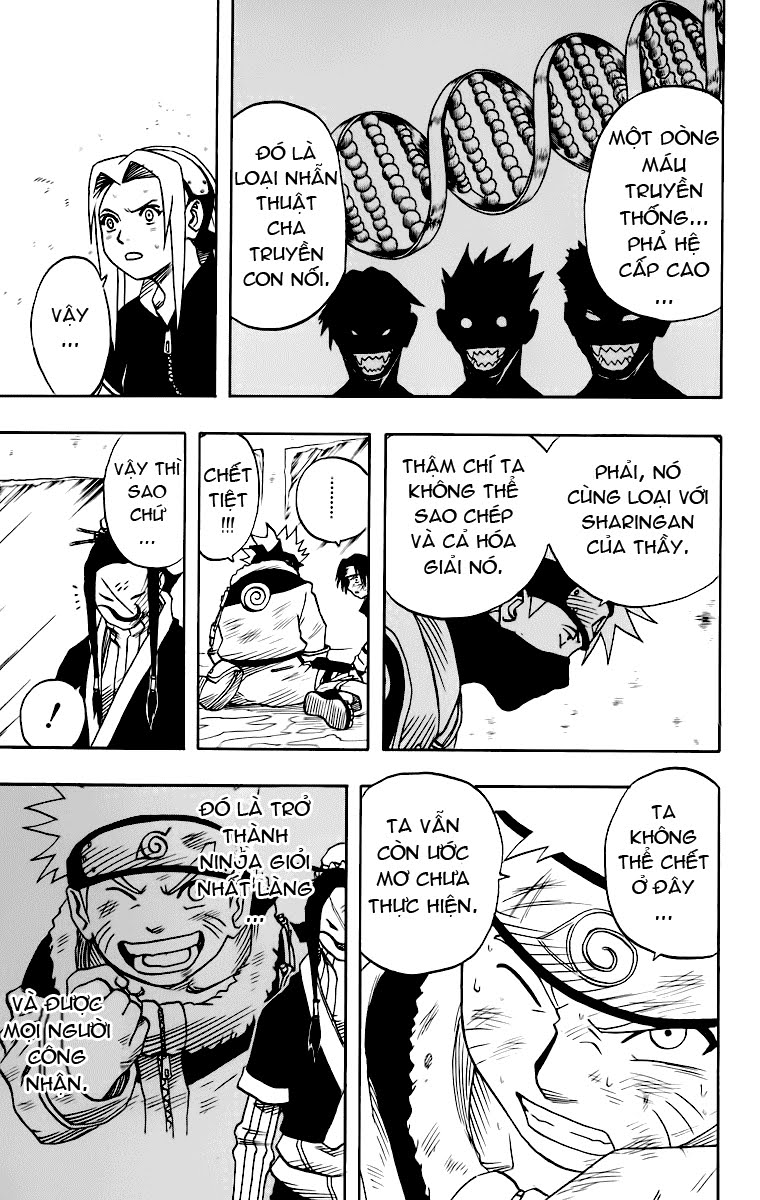 MỘT DÒNG
MÁU
TRUYỀN
THỐNG...
PHẢ HỆ
CẤP CAO
...
ĐÓ LÀ
LOẠI NHẪN
THUẬT
CHA
TRUYỀN
CON NỐI.
VẬY
...
PHẢI, NÓ
CÙNG LOẠI VỚI
SHARINGAN
CỦA THẦY.
THẬM CHÍ TA
KHÔNG THỂ
SAO CHÉP
VÀ CẢ HÓA
GIẢI NÓ.
........
CHẾT
TIỆT
!!!
VẬY THÌ
SAO
CHỨ
...
!
TA
KHÔNG
THỂ CHẾT
Ở ĐÂY
...
TA VẪN
CÒN ƯỚC
MƠ CHƯA
THỰC HIỆN.
ĐÓ LÀ TRỞ
THÀNH
NINJA GIỎI
NHẤT LÀNG
...
VÀ ĐƯỢC
MỌI NGƯỜI
CÔNG
NHẬN.